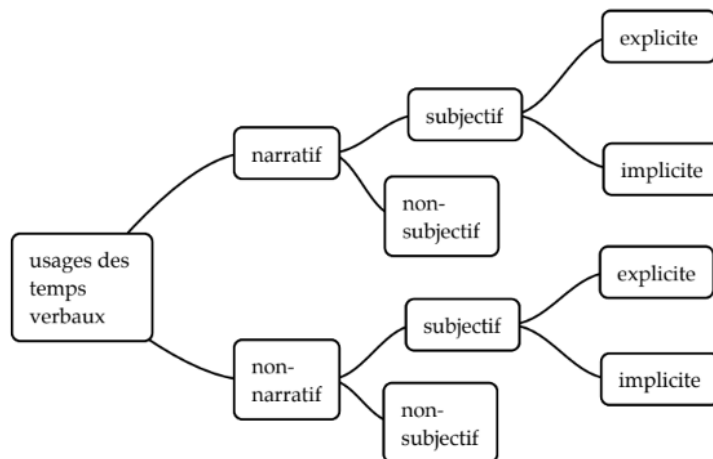 explicite
subjectif
narratif
implicite
non-
subjectif
usages des
temps
verbaux
explicite
subjectif
non-
narratif
implicite
non-
subjectif